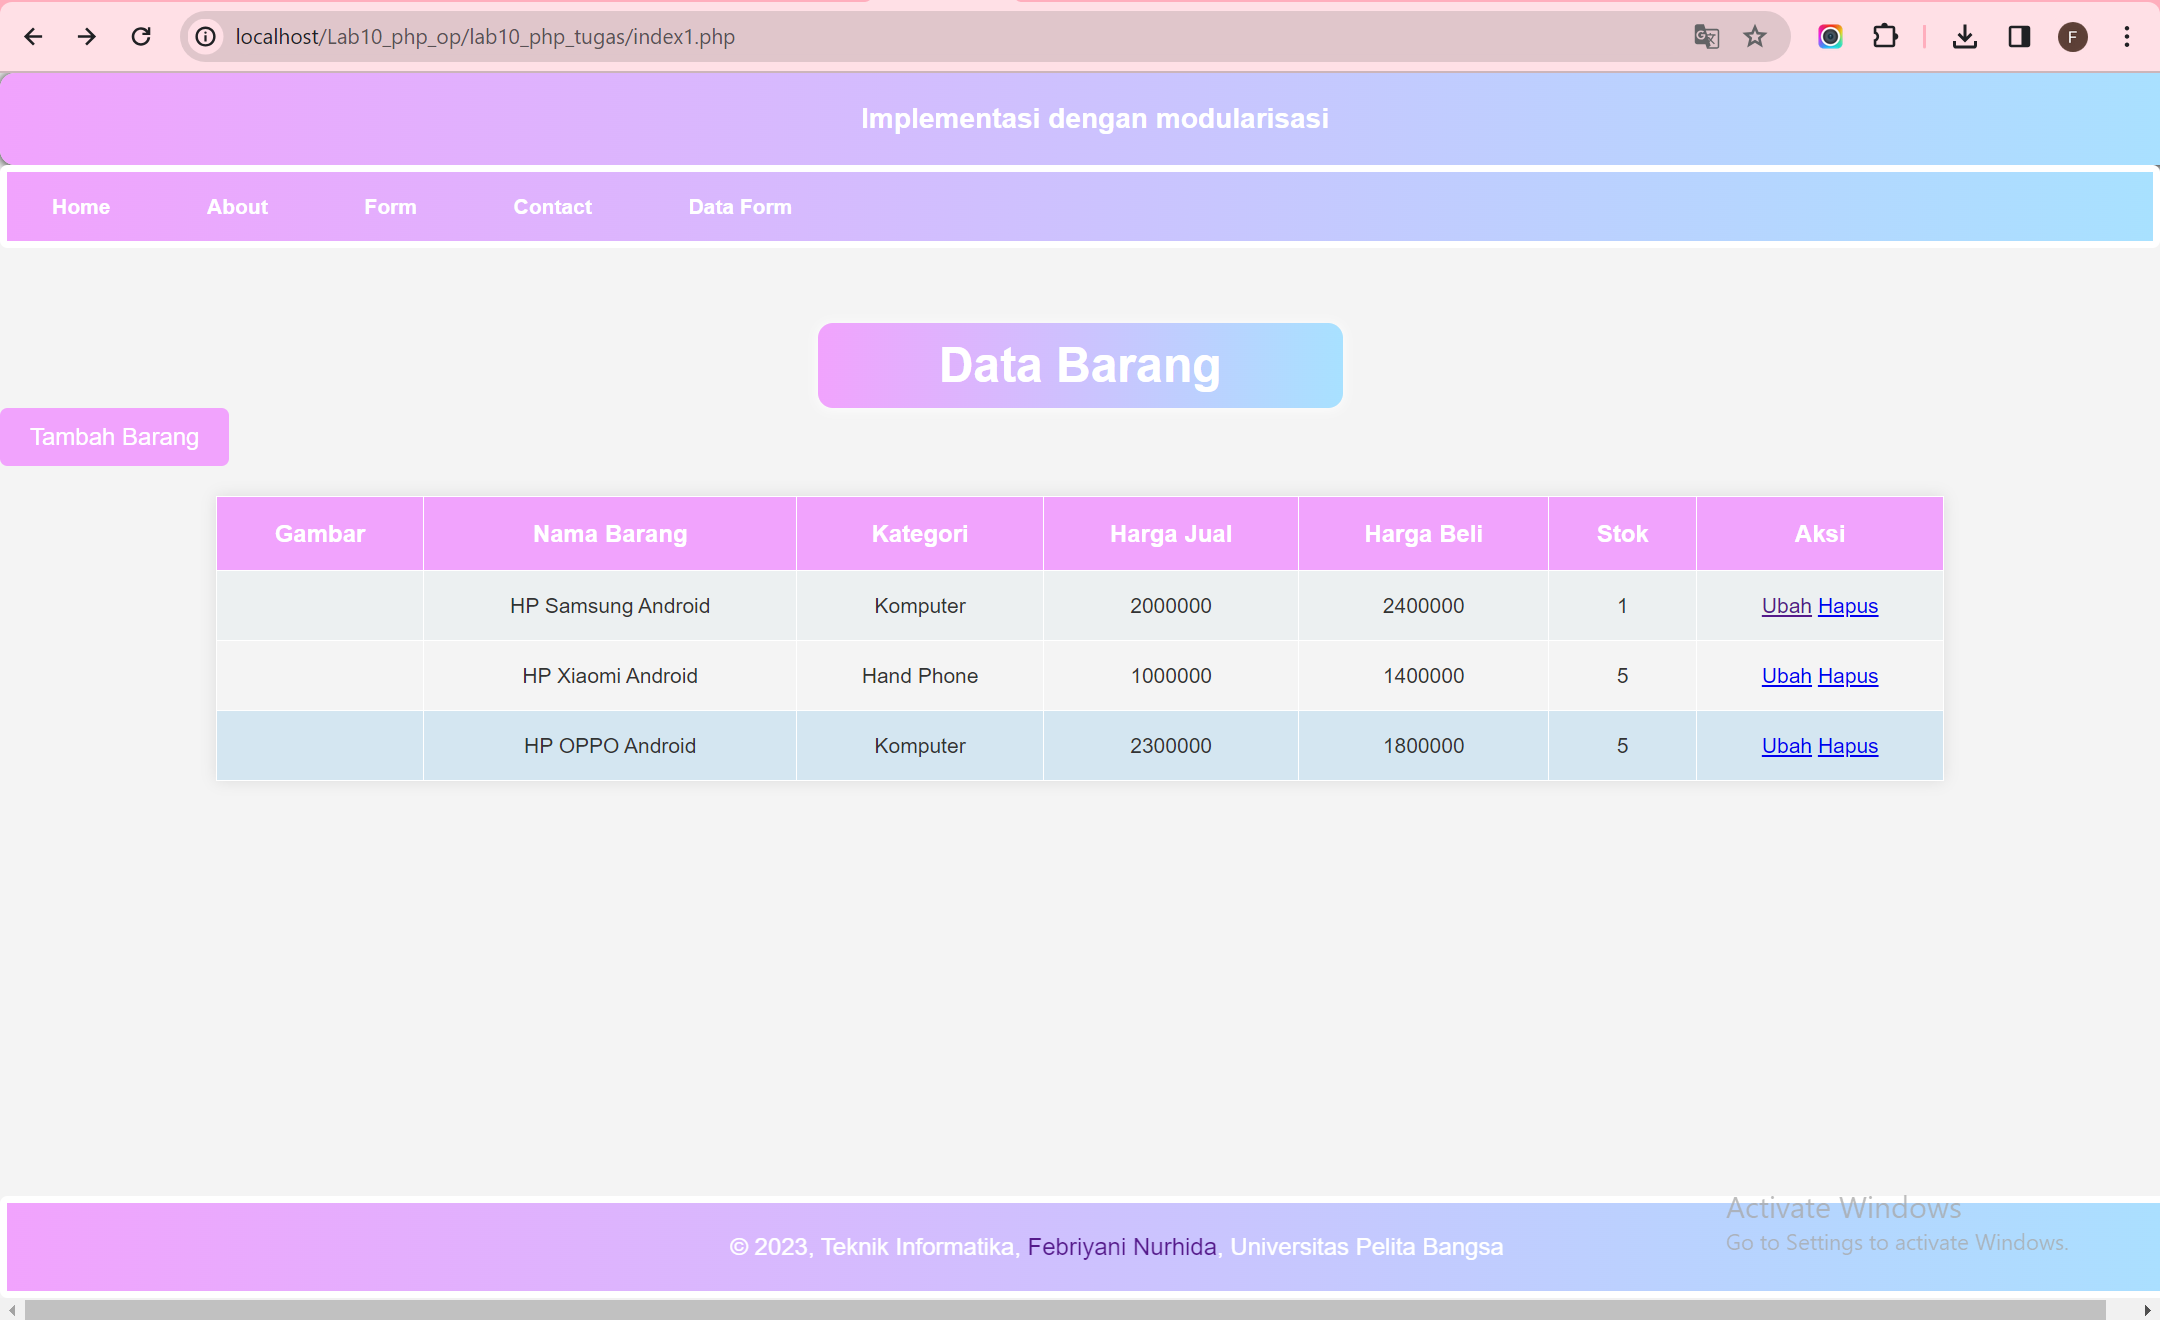 localhost/Lab10_php_op/lab10_php_tugas/index1.php
F
Implementasi dengan modularisasi
Home About Form Contact Data Form
Data Barang
Tambah Barang
Gambar Nama Barang Kategori Harga Jual Harga Beli Stok Aksi
HP Samsung Android Komputer 2000000 2400000 1 Ubah Hapus
HP Xiaomi Android Hand Phone 1000000 1400000 5 Ubah Hapus
HP OPPO Android Komputer 2300000 1800000 5 Ubah Hapus
Activate Windows
Go to Settings to activate Windows.
© 2023, Teknik Informatika, Febriyani Nurhida, Universitas Pelita Bangsa